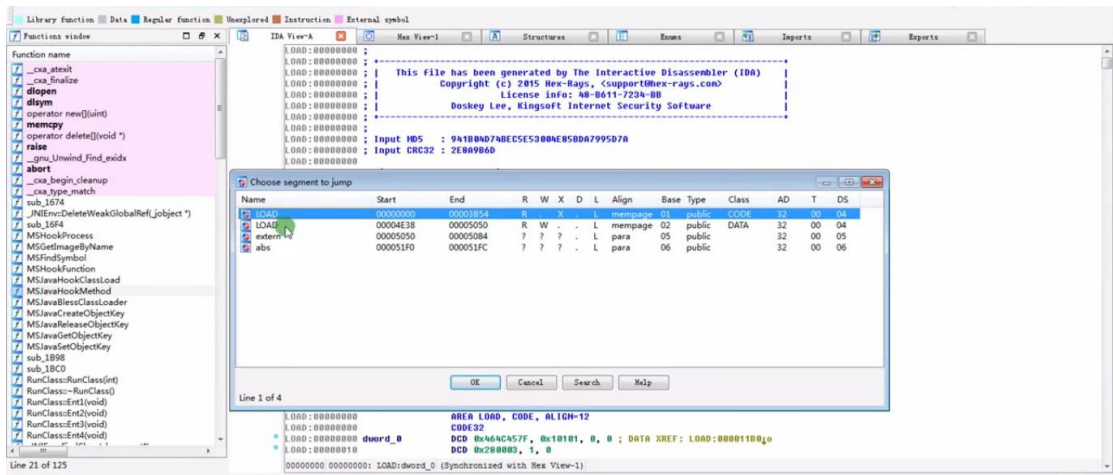 Library function Data Regular function Unexplored Instruction External symbol
Functions window
IDA View-A Hex View-1 Structures Enums Imports Exports
Function name
__cxa_atexit
__cxa_finalize
dlopen
dlsym
operator new[](uint)
memcpy
operator delete[](void *)
raise
__gnu_Unwind_Find_exidx
abort
__cxa_begin_cleanup
__cxa_type_match
sub_1674
_JNIEnv::DeleteWeakGlobalRef(_jobject *)
sub_16F4
MSHookProcess
MSGetImageByName
MSFindSymbol
MSHookFunction
MSJavaHookClassLoad
MSJavaHookMethod
MSJavaBlessClassLoader
MSJavaCreateObjectKey
MSJavaReleaseObjectKey
MSJavaGetObjectKey
MSJavaSetObjectKey
sub_1B98
sub_1BC0
RunClass::RunClass(int)
RunClass::~RunClass()
RunClass::Ent1(void)
RunClass::Ent2(void)
RunClass::Ent3(void)
RunClass::Ent4(void)
Line 21 of 125
LOAD:00000000 ;
LOAD:00000000 ; +-------------------------------------------------------------------------+
LOAD:00000000 ; | This file has been generated by The Interactive Disassembler (IDA) |
LOAD:00000000 ; | Copyright (c) 2015 Hex-Rays, <support@hex-rays.com> |
LOAD:00000000 ; | License info: 48-B611-7234-BB |
LOAD:00000000 ; | Doskey Lee, Kingsoft Internet Security Software |
LOAD:00000000 ; +-------------------------------------------------------------------------+
LOAD:00000000 ;
LOAD:00000000 ; Input MD5 : 941B04D74BEC5E53004E85BDA7995D7A
LOAD:00000000 ; Input CRC32 : 2E8A9B6D
LOAD:00000000
Choose segment to jump
Name Start End R W X D L Align Base Type Class AD T DS
LOAD 00000000 00003B54 R . X . L mempage 01 public CODE 32 00 04
LOAD 00004E38 00005050 R W . . L mempage 02 public DATA 32 00 04
extern 00005050 00005084 ? ? ? . L para 05 public 32 00 05
abs 000051F0 000051FC ? ? ? . L para 06 public 32 00 06
OK Cancel Search Help
Line 1 of 4
LOAD:00000000 AREA LOAD, CODE, ALIGN=12
LOAD:00000000 CODE32
LOAD:00000000 dword_0 DCD 0x464C457F, 0x10101, 0, 0 ; DATA XREF: LOAD:000011B0↓o
LOAD:00000010 DCD 0x280003, 1, 0
00000000 00000000: LOAD:dword_0 (Synchronized with Hex View-1)